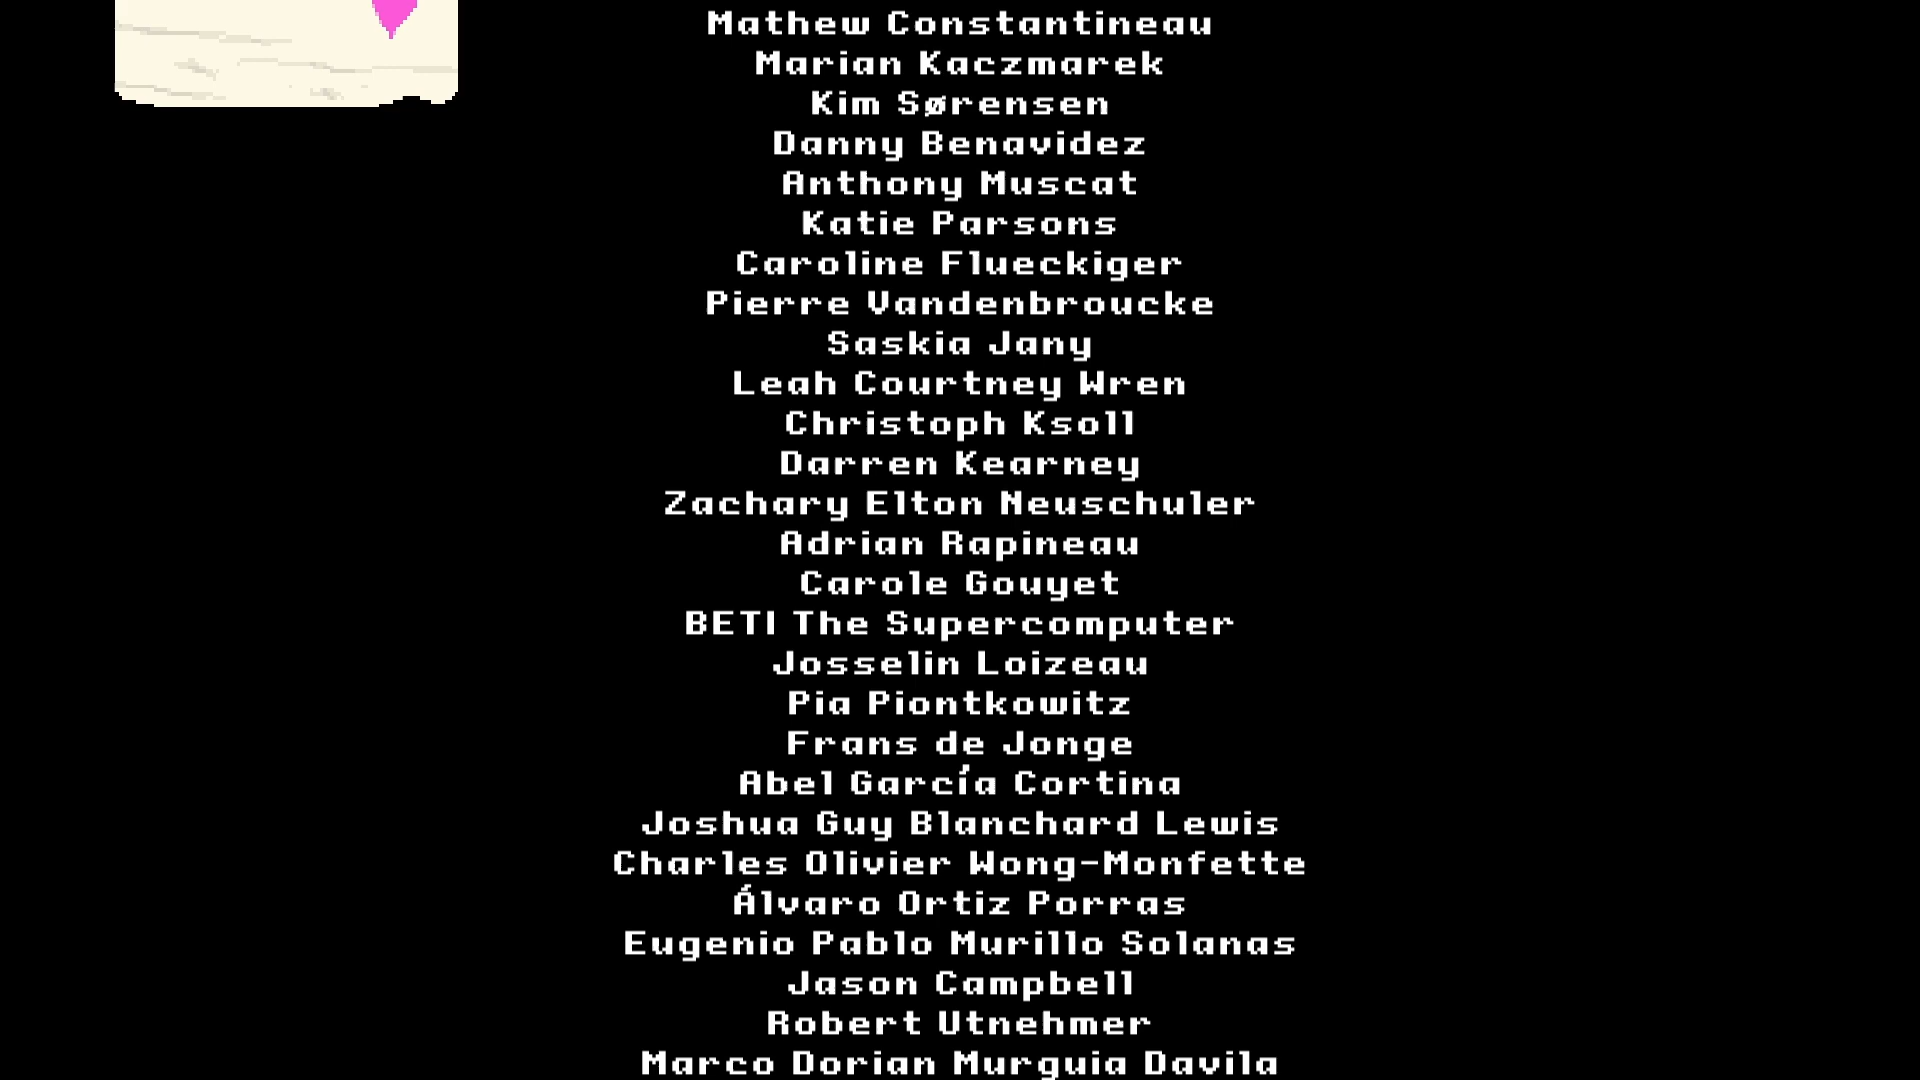 Mathew Constantineau
Marian Kaczmarek
Kim Sørensen
Danny Benavidez
Anthony Muscat
Katie Parsons
Caroline Flueckiger
Pierre Vandenbroucke
Saskia Jany
Leah Courtney Wren
Christoph Ksoll
Darren Kearney
Zachary Elton Neuschuler
Adrian Rapineau
Carole Gouyet
BETI The Supercomputer
Josselin Loizeau
Pia Piontkowitz
Frans de Jonge
Abel García Cortina
Joshua Guy Blanchard Lewis
Charles Olivier Wong-Monfette
Álvaro Ortiz Porras
Eugenio Pablo Murillo Solanas
Jason Campbell
Robert Utnehmer
Marco Dorian Murguia Davila